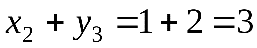 x₂ + y₃ = 1 + 2 = 3